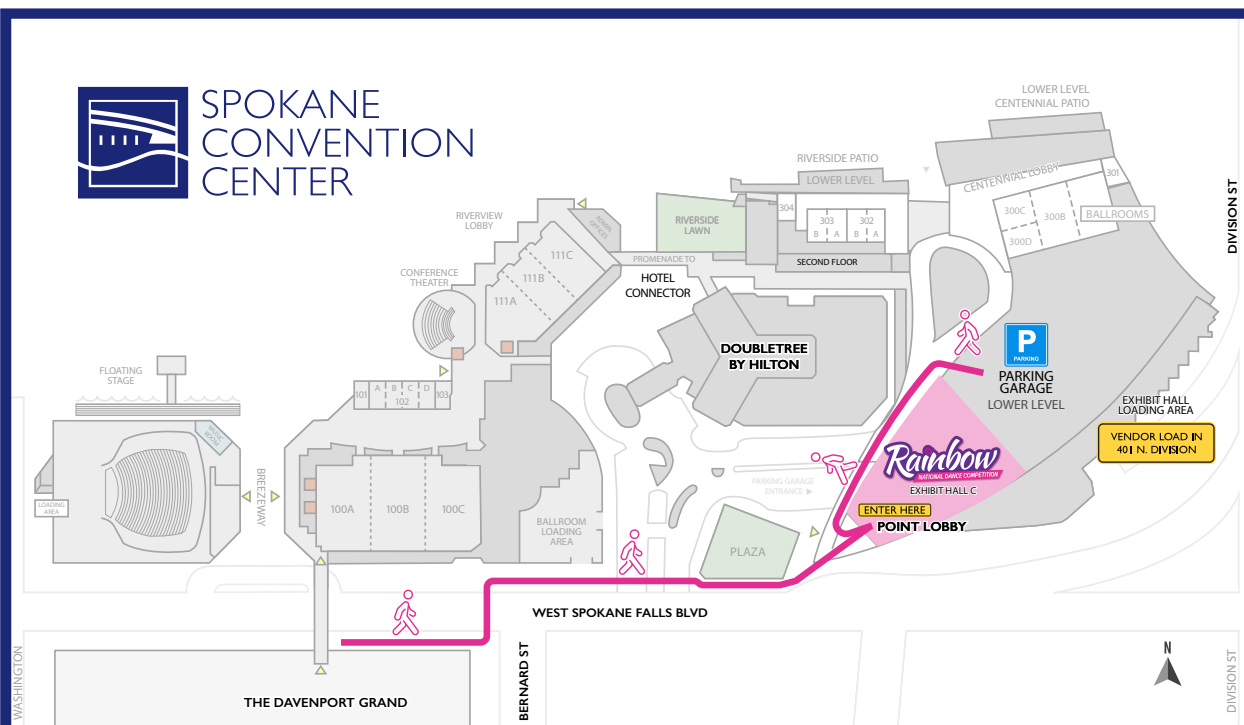 SPOKANE
CONVENTION
CENTER
LOWER LEVEL
CENTENNIAL PATIO
RIVERSIDE PATIO
LOWER LEVEL
CENTENNIAL LOBBY
301
DIVISION ST
304
303
302
B A
B A
300C
300B
300D
BALLROOMS
RIVERVIEW
LOBBY
ADMIN
OFFICES
RIVERSIDE
LAWN
PROMENADE TO
SECOND FLOOR
HOTEL
CONNECTOR
111C
111B
111A
CONFERENCE
THEATER
DOUBLETREE
BY HILTON
P
PARKING
PARKING
GARAGE
LOWER LEVEL
FLOATING
STAGE
101
A B C D
102
103
EXHIBIT HALL
LOADING AREA
VENDOR LOAD IN
401 N. DIVISION
MUSIC
ROOM
BREEZEWAY
Rainbow
NATIONAL DANCE COMPETITION
EXHIBIT HALL C
PARKING GARAGE
ENTRANCE
ENTER HERE
POINT LOBBY
LOADING
AREA
100A
100B
100C
BALLROOM
LOADING
AREA
PLAZA
WEST SPOKANE FALLS BLVD
WASHINGTON
THE DAVENPORT GRAND
BERNARD ST
N
DIVISION ST